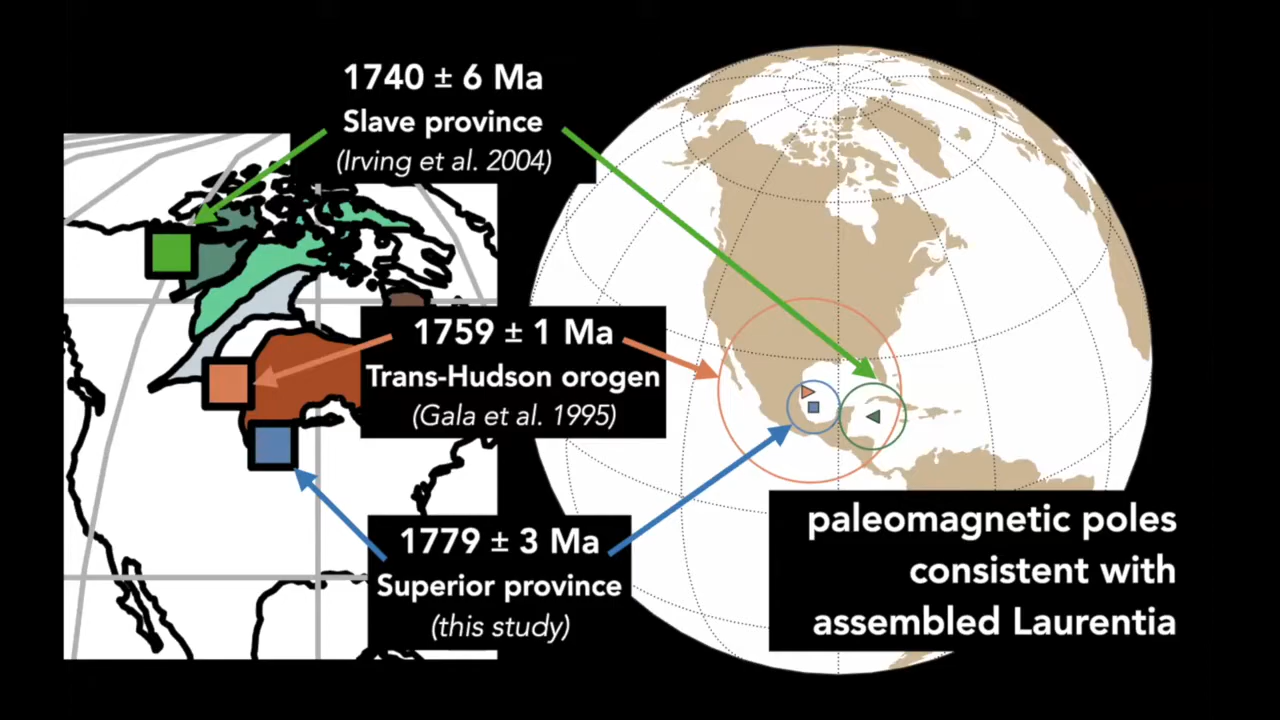 1740 ± 6 Ma
Slave province
(Irving et al. 2004)
1759 ± 1 Ma
Trans-Hudson orogen
(Gala et al. 1995)
1779 ± 3 Ma
Superior province
(this study)
paleomagnetic poles
consistent with
assembled Laurentia